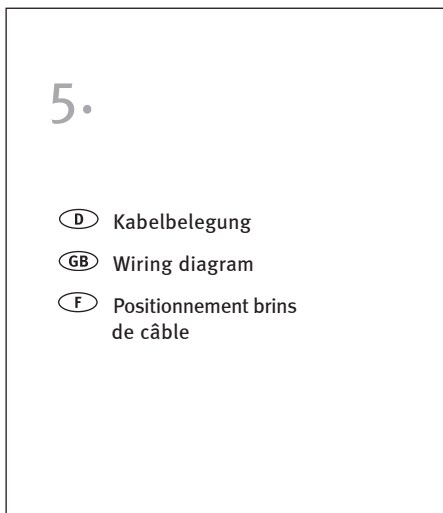 5.
D Kabelbelegung
GB Wiring diagram
F Positionnement brins
de câble